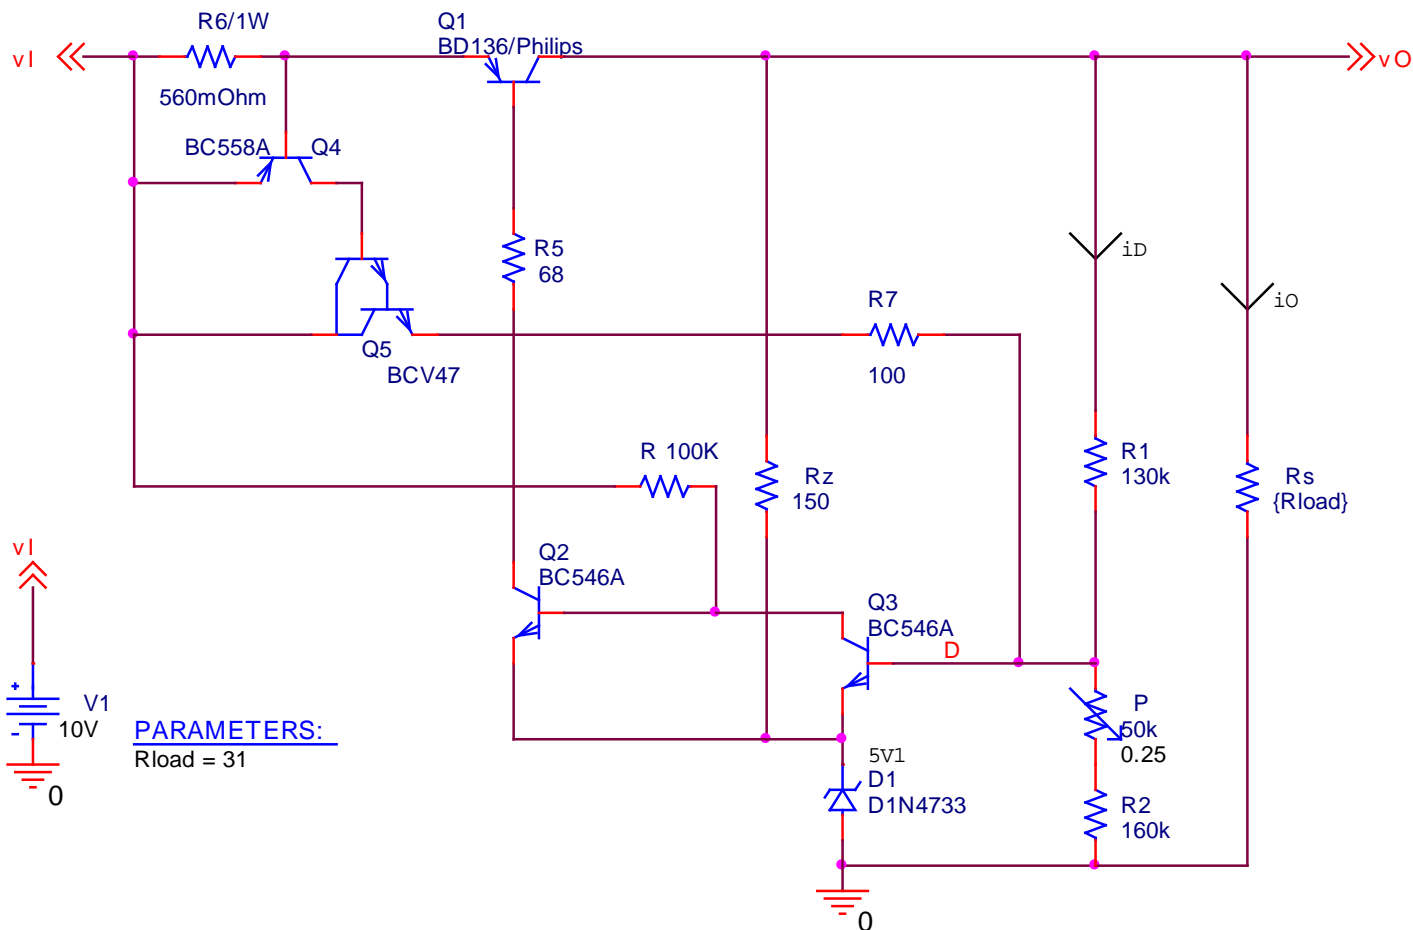 R6/1W
Q1
BD136/Philips
vI
vO
560mOhm
BC558A
Q4
R5
68
iD
R7
iO
Q5
BCV47
100
R 100K
Rz
150
R1
130k
Rs
{Rload}
vI
Q2
BC546A
Q3
BC546A
D
+
V1
10V
-
PARAMETERS:
Rload = 31
P
50k
0.25
5V1
D1
D1N4733
R2
160k
0
0